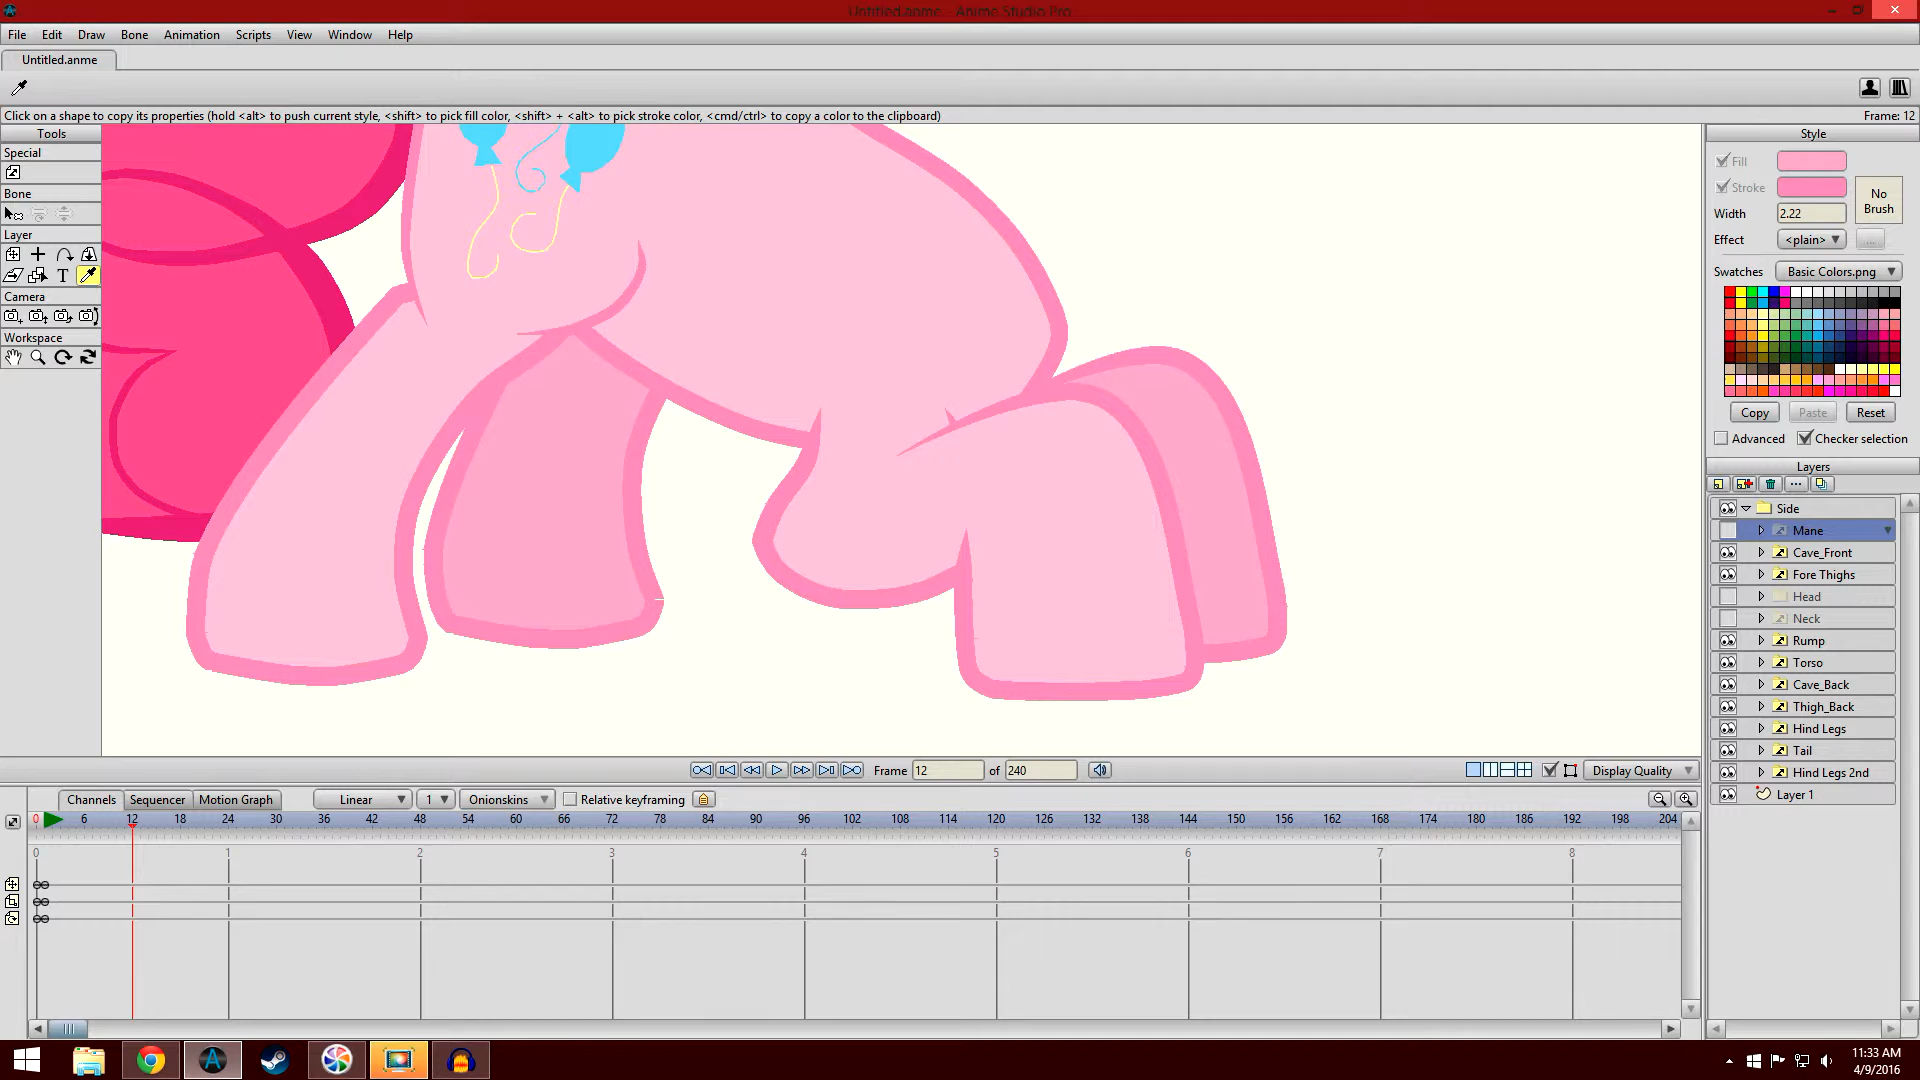 Untitled.anme - Anime Studio Pro
File Edit Draw Bone Animation Scripts View Window Help
Untitled.anme
Click on a shape to copy its properties (hold <alt> to push current style, <shift> to pick fill color, <shift> + <alt> to pick stroke color, <cmd/ctrl> to copy a color to the clipboard)
Frame: 12
Tools
Special
Bone
Layer
T
Camera
Workspace
Style
Fill
Stroke
No Brush
Width 2.22
Effect <plain> ...
Swatches Basic Colors.png
Copy Paste Reset
Advanced Checker selection
Layers
Side
Mane
Cave_Front
Fore Thighs
Head
Neck
Rump
Torso
Cave_Back
Thigh_Back
Hind Legs
Tail
Hind Legs 2nd
Layer 1
Frame 12 of 240
Display Quality
Channels Sequencer Motion Graph Linear 1 Onionskins Relative keyframing
0 6 12 18 24 30 36 42 48 54 60 66 72 78 84 90 96 102 108 114 120 126 132 138 144 150 156 162 168 174 180 186 192 198 204
0 1 2 3 4 5 6 7 8
11:33 AM
4/9/2016